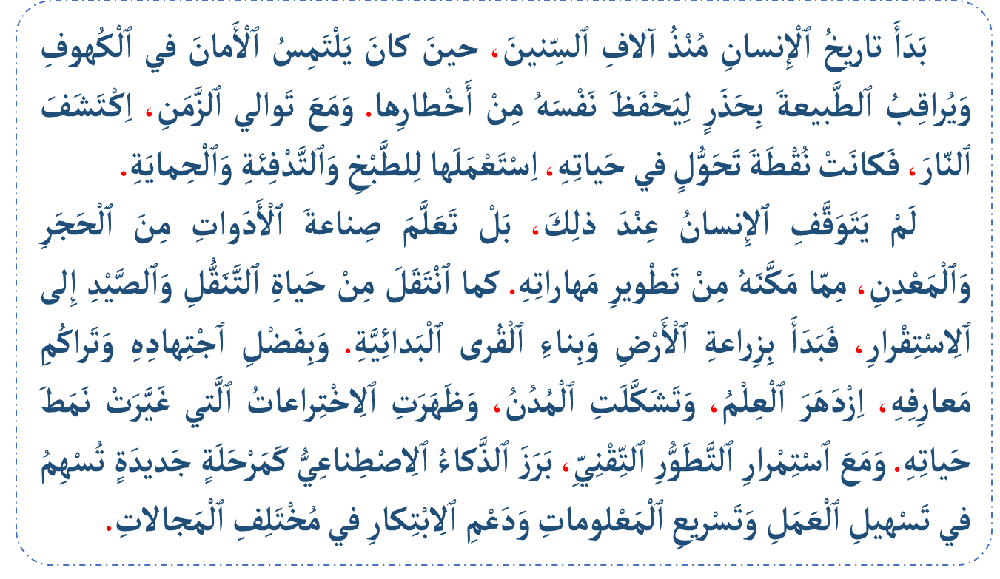 بَدَأَ تاريخُ ٱلْإِنسانِ مُنْذُ آلافِ ٱلسِّنينَ، حينَ كانَ يَلْتَمِسُ ٱلْأَمانَ في ٱلْكُهوفِ
وَيُراقِبُ ٱلطَّبيعةَ بِحَذَرٍ لِيَحْفَظَ نَفْسَهُ مِنْ أَخْطارِها. وَمَعَ تَوالي ٱلزَّمَنِ، اِكْتَشَفَ
ٱلنّارَ، فَكانَتْ نُقْطَةَ تَحَوُّلٍ في حَياتِهِ، اِسْتَعْمَلَها لِلطَّبْخِ وَٱلتَّدْفِئةِ وَٱلْحِمايَةِ.
لَمْ يَتَوَقَّفِ ٱلإِنسانُ عِنْدَ ذلِكَ، بَلْ تَعَلَّمَ صِناعةَ ٱلْأَدَواتِ مِنَ ٱلْحَجَرِ
وَٱلْمَعْدِنِ، مِمّا مَكَّنَهُ مِنْ تَطْويرِ مَهاراتِهِ. كما ٱنْتَقَلَ مِنْ حَياةِ ٱلتَّنَقُّلِ وَٱلصَّيْدِ إِلى
ٱلِاسْتِقْرارِ، فَبَدَأَ بِزِراعةِ ٱلْأَرْضِ وَبِناءِ ٱلْقُرى ٱلْبَدائِيَّةِ. وَبِفَضْلِ ٱجْتِهادِهِ وَتَراكُمِ
مَعارِفِهِ، اِزْدَهَرَ ٱلْعِلْمُ، وَتَشَكَّلَتِ ٱلْمُدُنُ، وَظَهَرَتِ ٱلِاخْتِراعاتُ ٱلَّتي غَيَّرَتْ نَمَطَ
حَياتِهِ. وَمَعَ ٱسْتِمْرارِ ٱلتَّطَوُّرِ ٱلتِّقْنِيِّ، بَرَزَ ٱلذَّكاءُ ٱلِاصْطِناعِيُّ كَمَرْحَلَةٍ جَديدَةٍ تُسْهِمُ
في تَسْهيلِ ٱلْعَمَلِ وَتَسْريعِ ٱلْمَعْلوماتِ وَدَعْمِ ٱلِابْتِكارِ في مُخْتَلِفِ ٱلْمَجالاتِ.